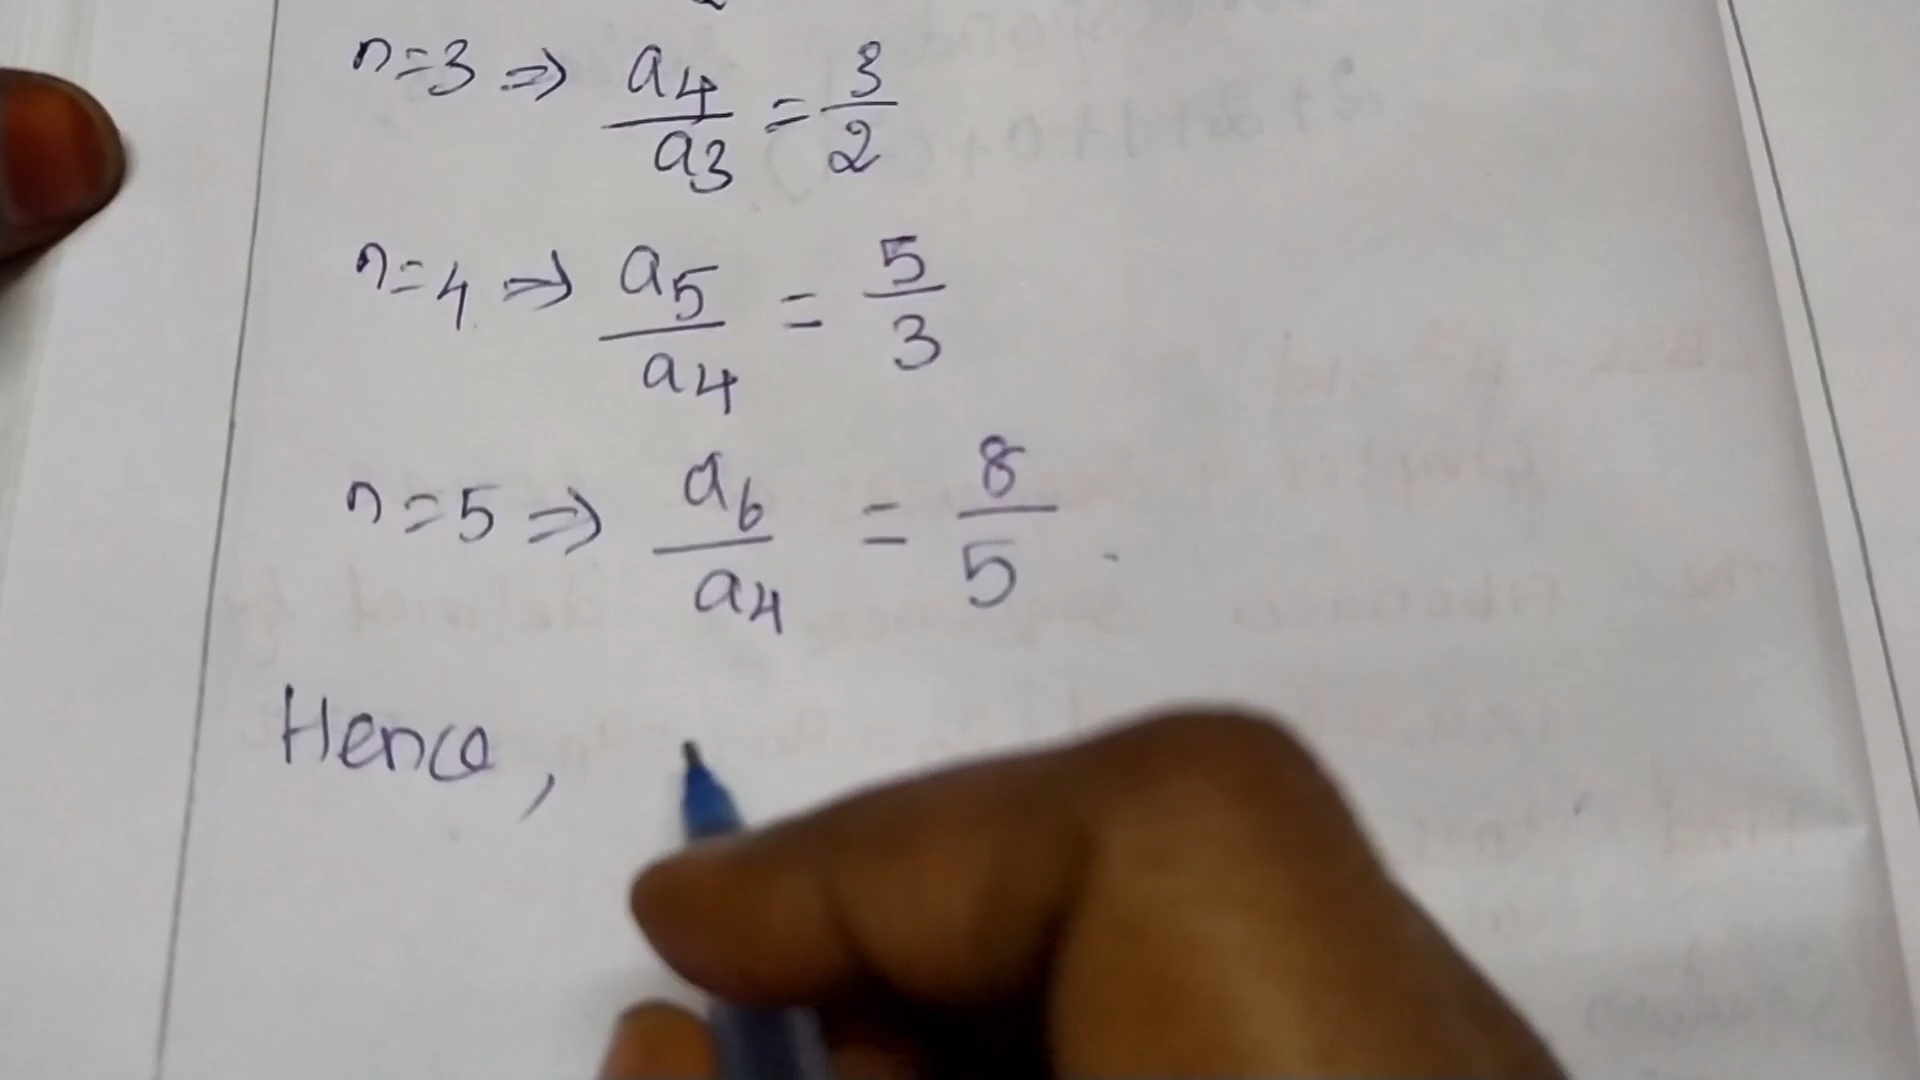 n=3 ⇒ a4/a3 = 3/2
n=4 ⇒ a5/a4 = 5/3
n=5 ⇒ a6/a4 = 8/5
Hence,